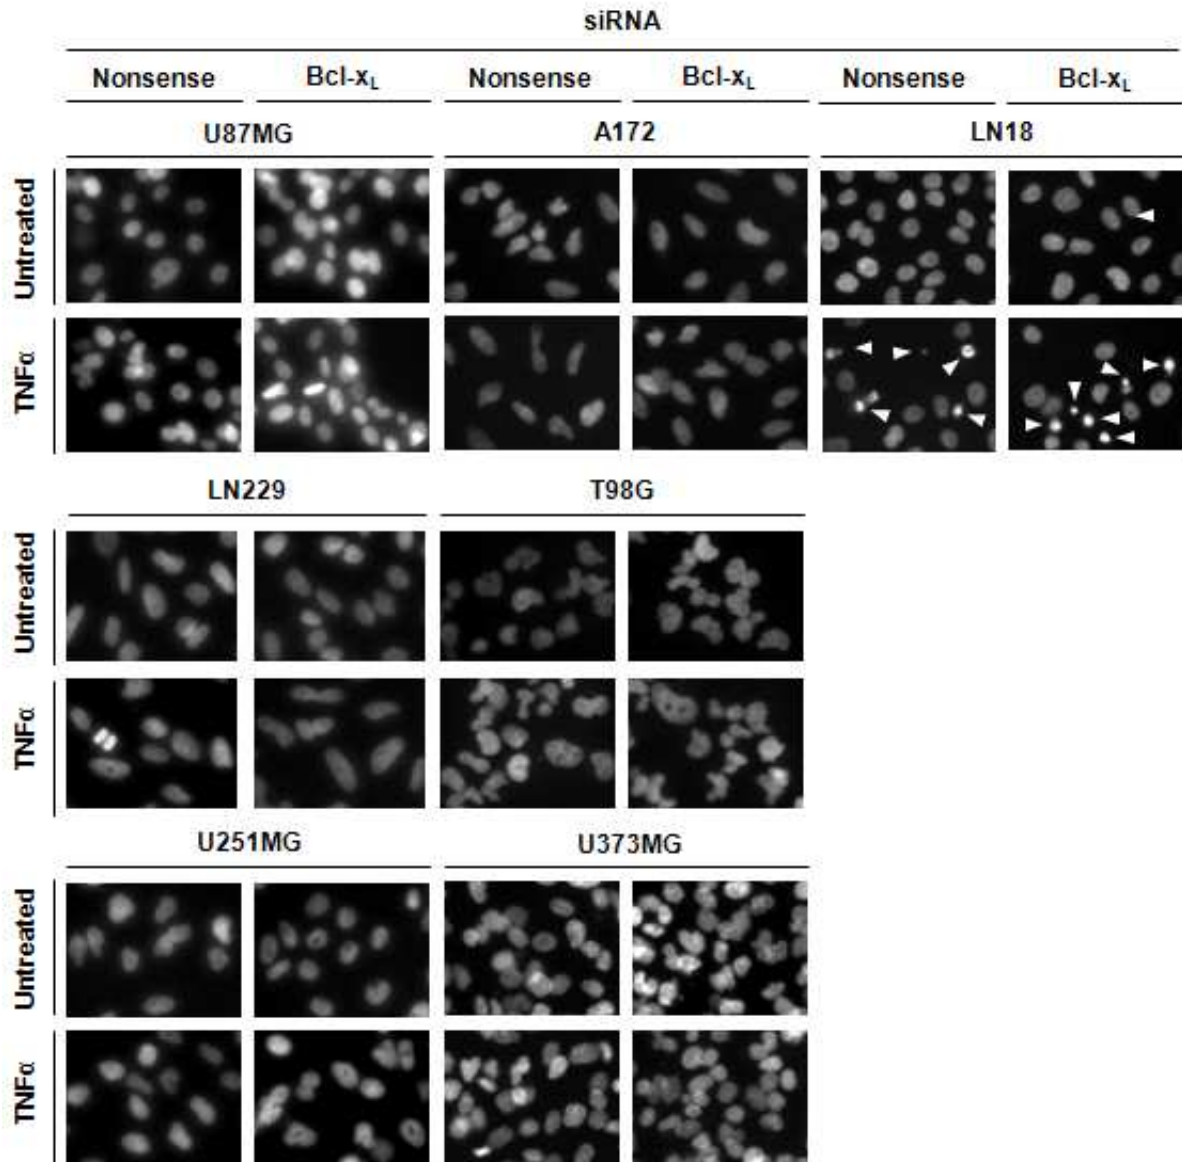 siRNA
Nonsense Bcl-xL Nonsense Bcl-xL Nonsense Bcl-xL
U87MG A172 LN18
Untreated
TNFα
LN229 T98G
Untreated
TNFα
U251MG U373MG
Untreated
TNFα